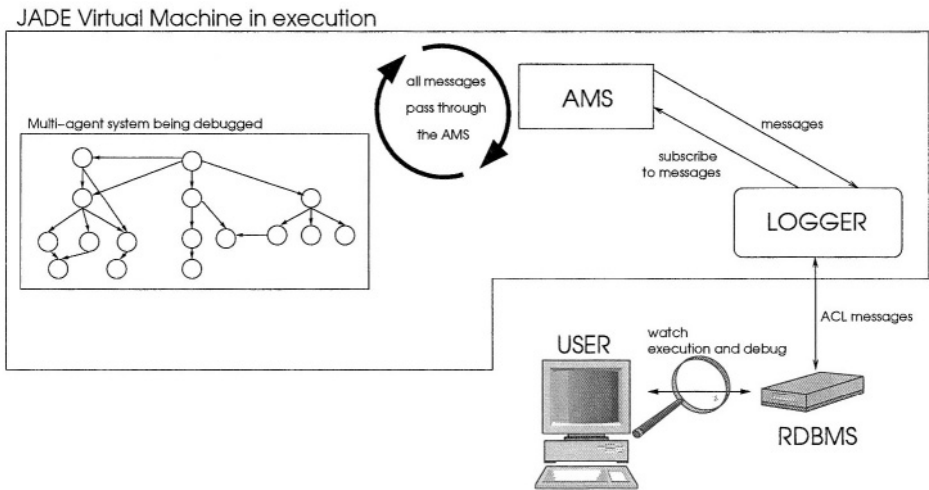 JADE Virtual Machine in execution
all messages
pass through
the AMS
AMS
messages
Multi-agent system being debugged
subscribe
to messages
LOGGER
ACL messages
USER
watch
execution and debug
RDBMS